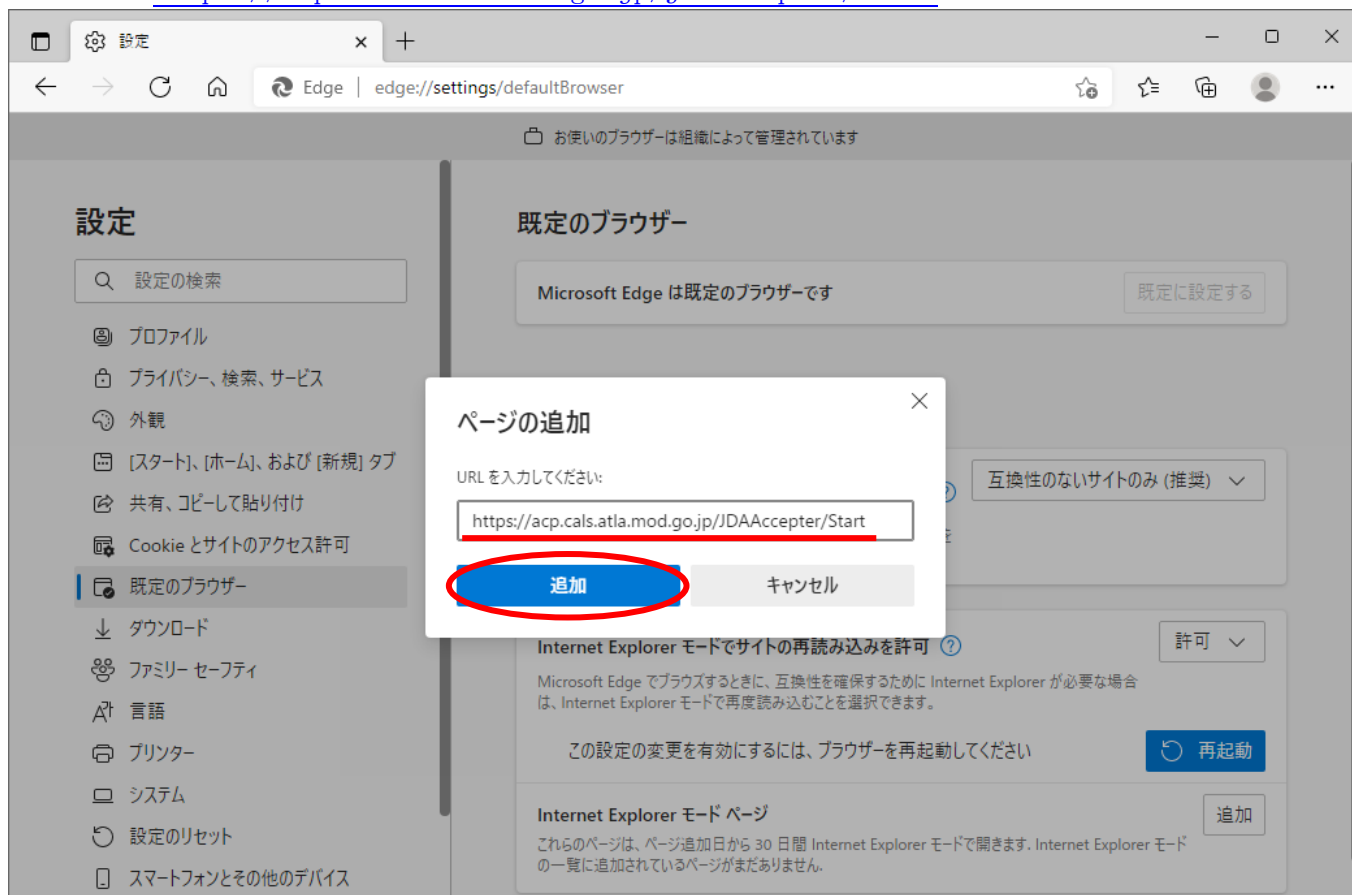 設定
Edge
edge://settings/defaultBrowser
お使いのブラウザーは組織によって管理されています
設定
設定の検索
プロファイル
プライバシー、検索、サービス
外観
[スタート]、[ホーム]、および [新規] タブ
共有、コピーして貼り付け
Cookie とサイトのアクセス許可
既定のブラウザー
ダウンロード
ファミリー セーフティ
言語
プリンター
システム
設定のリセット
スマートフォンとその他のデバイス
既定のブラウザー
Microsoft Edge は既定のブラウザーです
既定に設定する
互換性のないサイトのみ (推奨)
を
ページの追加
URL を入力してください:
https://acp.cals.atla.mod.go.jp/JDAAccepter/Start
追加
キャンセル
Internet Explorer モードでサイトの再読み込みを許可
許可
Microsoft Edge でブラウズするときに、互換性を確保するために Internet Explorer が必要な場合
は、Internet Explorer モードで再度読み込むことを選択できます。
この設定の変更を有効にするには、ブラウザーを再起動してください
再起動
Internet Explorer モード ページ
追加
これらのページは、ページ追加日から 30 日間 Internet Explorer モードで開きます. Internet Explorer モード
の一覧に追加されているページがまだありません.